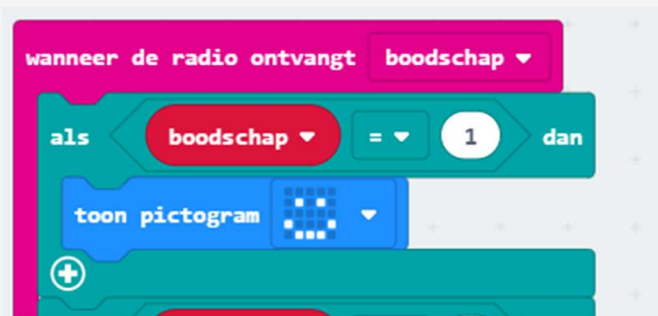 wanneer de radio ontvangt boodschap
als boodschap = 1 dan
toon pictogram